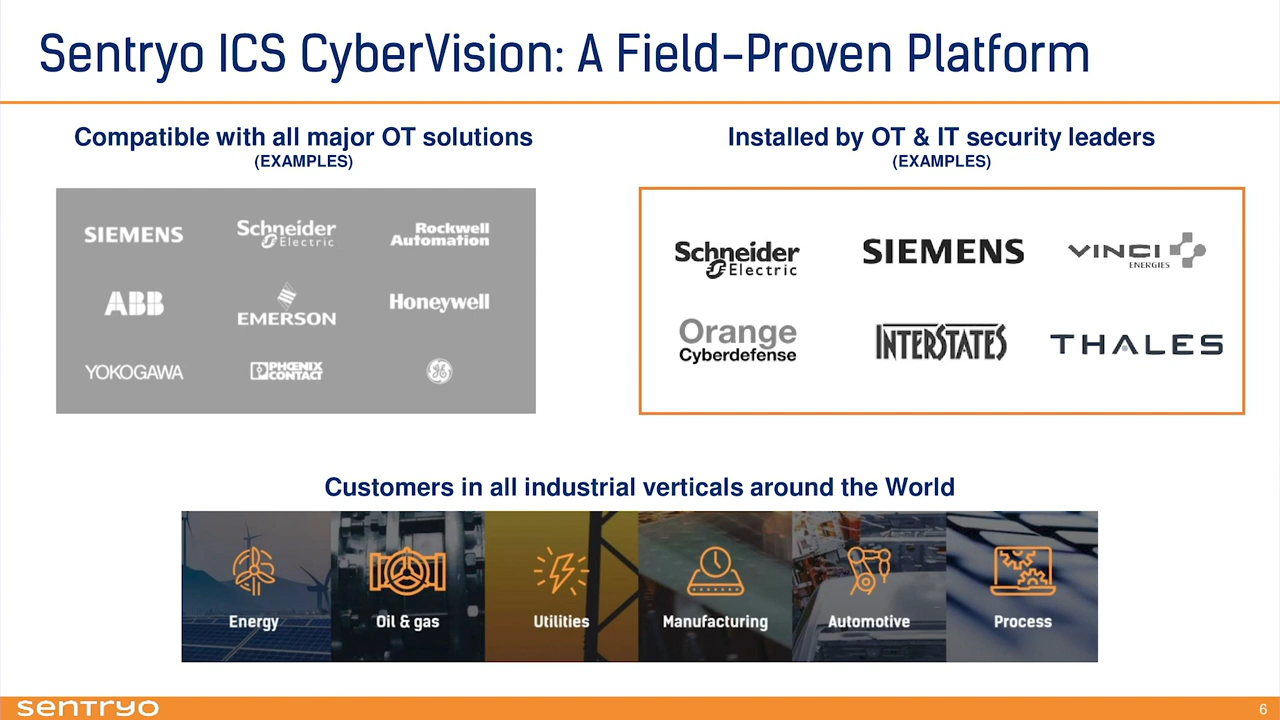 Sentryo ICS CyberVision: A Field-Proven Platform
Compatible with all major OT solutions
(EXAMPLES)
SIEMENS
Schneider
Electric
Rockwell
Automation
ABB
EMERSON
Honeywell
YOKOGAWA
PHŒNIX
CONTACT
GE
Installed by OT & IT security leaders
(EXAMPLES)
Schneider
Electric
SIEMENS
VINCI
ENERGIES
Orange
Cyberdefense
INTERSTATES
THALES
Customers in all industrial verticals around the World
Energy
Oil & gas
Utilities
Manufacturing
Automotive
Process
sentryo
6